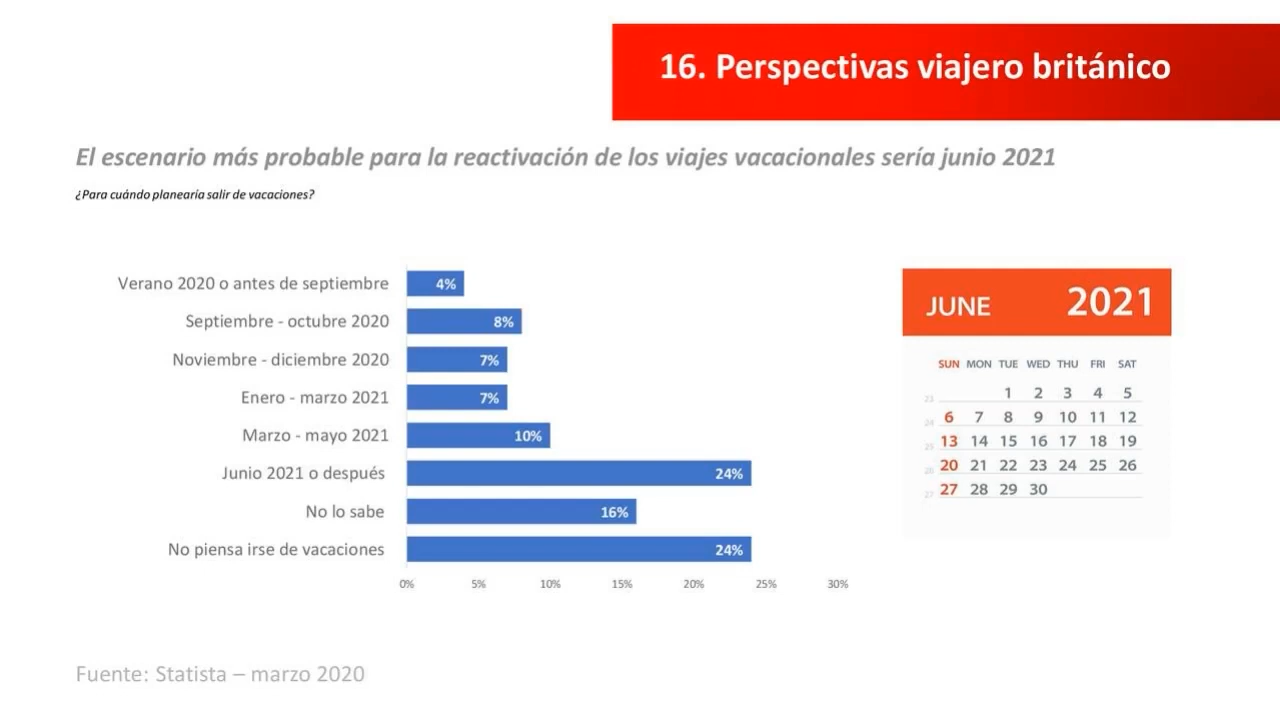 16. Perspectivas viajero británico
El escenario más probable para la reactivación de los viajes vacacionales sería junio 2021
¿Para cuándo planearía salir de vacaciones?
Verano 2020 o antes de septiembre 4%
Septiembre - octubre 2020 8%
Noviembre - diciembre 2020 7%
Enero - marzo 2021 7%
Marzo - mayo 2021 10%
Junio 2021 o después 24%
No lo sabe 16%
No piensa irse de vacaciones 24%
0% 5% 10% 15% 20% 25% 30%
JUNE 2021
SUN MON TUE WED THU FRI SAT
23 1 2 3 4 5
24 6 7 8 9 10 11 12
25 13 14 15 16 17 18 19
26 20 21 22 23 24 25 26
27 27 28 29 30
Fuente: Statista – marzo 2020